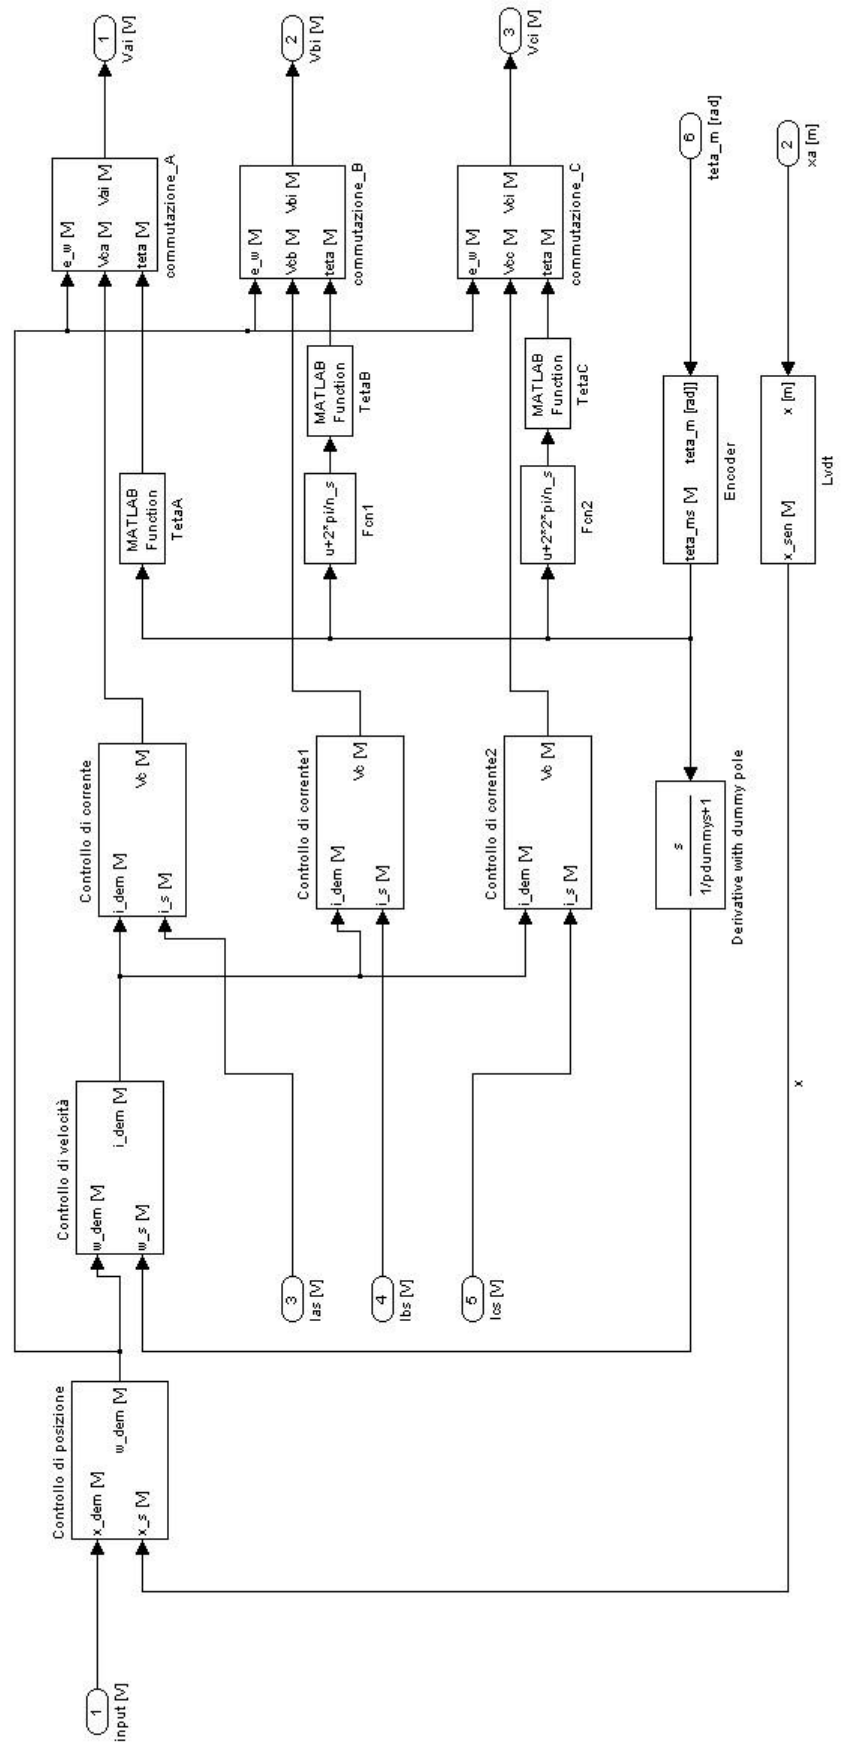 1
input [V]
Controllo di posizione
x_dem [V]
x_s [V]
w_dem [V]
Controllo di velocità
w_dem [V]
w_s [V]
i_dem [V]
3
Ias [V]
4
Ibs [V]
5
Ics [V]
Controllo di corrente
i_dem [V]
i_s [V]
Vc [V]
Controllo di corrente1
i_dem [V]
i_s [V]
Vc [V]
Controllo di corrente2
i_dem [V]
i_s [V]
Vc [V]
s
1/pdummys+1
Derivative with dummy pole
x
MATLAB
Function
TetaA
u+2*pi/n_s
Fcn1
MATLAB
Function
TetaB
u+2*2*pi/n_s
Fcn2
MATLAB
Function
TetaC
teta_ms [V]
teta_m [rad]]
Encoder
x_sen [V]
x [m]
Lvdt
e_w [V]
Vca [V]
teta [V]
Vai [V]
commutazione_A
e_w [V]
Vcb [V]
teta [V]
Vbi [V]
commutazione_B
e_w [V]
Vcc [V]
teta [V]
Vbi [V]
commutazione_C
1
Vai [V]
2
Vbi [V]
3
Vci [V]
6
teta_m [rad]
2
xa [m]